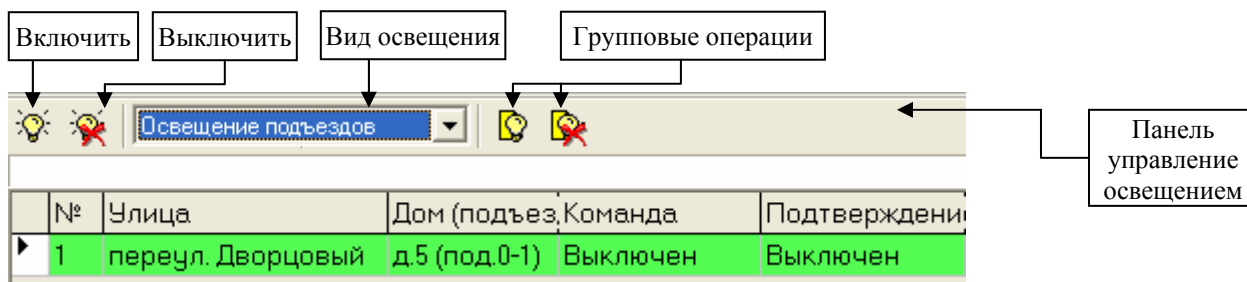 Включить Выключить Вид освещения Групповые операции
Освещение подъездов
Панель
управление
освещением
№ Улица Дом (подъез, Команда Подтверждени
1 переул. Дворцовый д.5 (под.0-1) Выключен Выключен